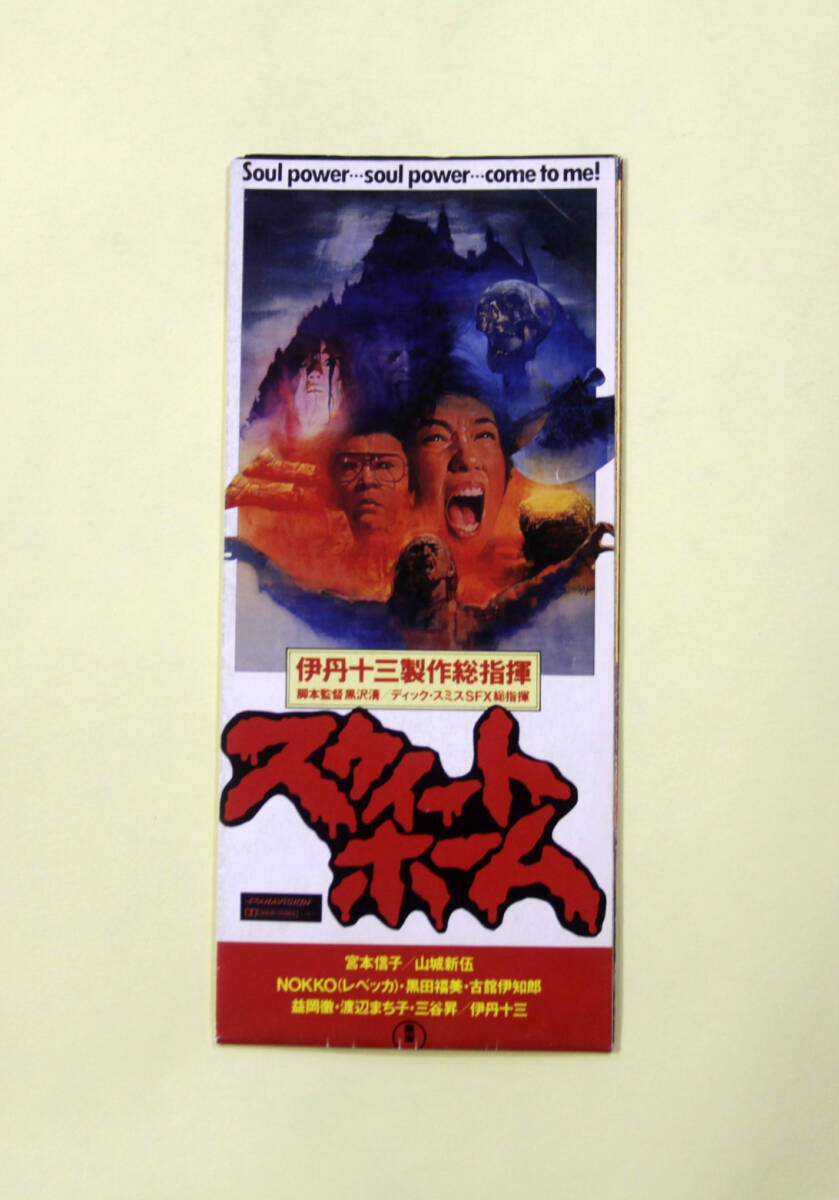 Soul power…soul power…come to me!
伊丹十三製作総指揮
脚本監督黒沢清/ディック・スミスSFX総指揮
スウィート
ホーム
PANAVISION
宮本信子/山城新伍
NOKKO(レベッカ)・黒田福美・古舘伊知郎
益岡徹・渡辺まち子・三谷昇/伊丹十三